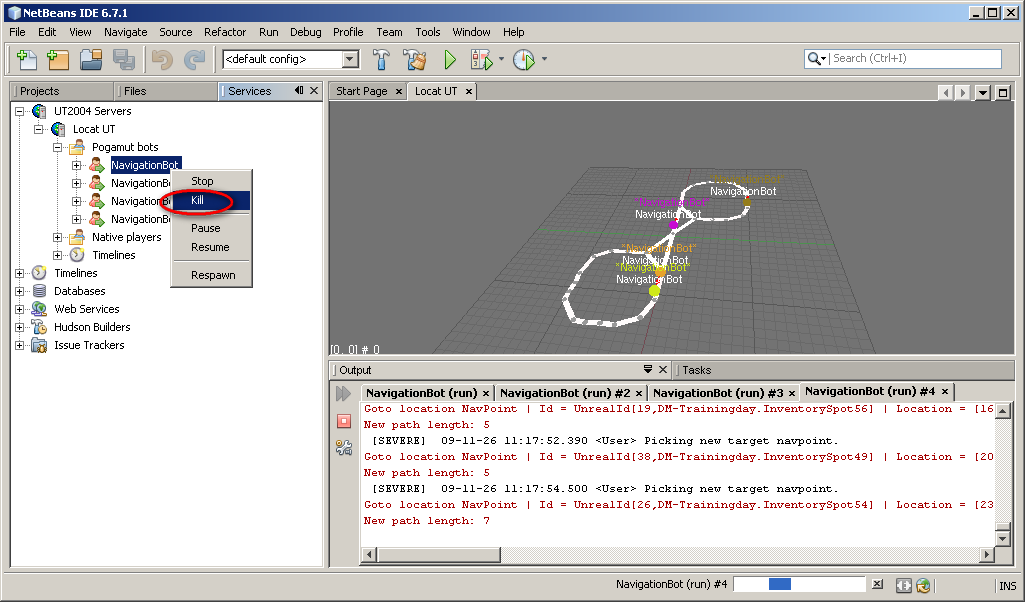 NetBeans IDE 6.7.1
File Edit View Navigate Source Refactor Run Debug Profile Team Tools Window Help
<default config>
Search (Ctrl+I)
Projects Files Services
UT2004 Servers
Locat UT
Pogamut bots
NavigationBot
NavigationBo
NavigationBo
NavigationBo
Native players
Timelines
Timelines
Databases
Web Services
Hudson Builders
Issue Trackers
Stop
Kill
Pause
Resume
Respawn
Start Page Locat UT
NavigationBot
"NavigationBot"
NavigationBot
"NavigationBot"
NavigationBot
"NavigationBot"
NavigationBot
[0, 0] # 0
Output Tasks
NavigationBot (run) NavigationBot (run) #2 NavigationBot (run) #3 NavigationBot (run) #4
Goto location NavPoint | Id = UnrealId[19,DM-Trainingday.InventorySpot56] | Location = [16
New path length: 5
[SEVERE] 09-11-26 11:17:52.390 <User> Picking new target navpoint.
Goto location NavPoint | Id = UnrealId[38,DM-Trainingday.InventorySpot49] | Location = [20
New path length: 5
[SEVERE] 09-11-26 11:17:54.500 <User> Picking new target navpoint.
Goto location NavPoint | Id = UnrealId[26,DM-Trainingday.InventorySpot54] | Location = [23
New path length: 7
NavigationBot (run) #4
INS